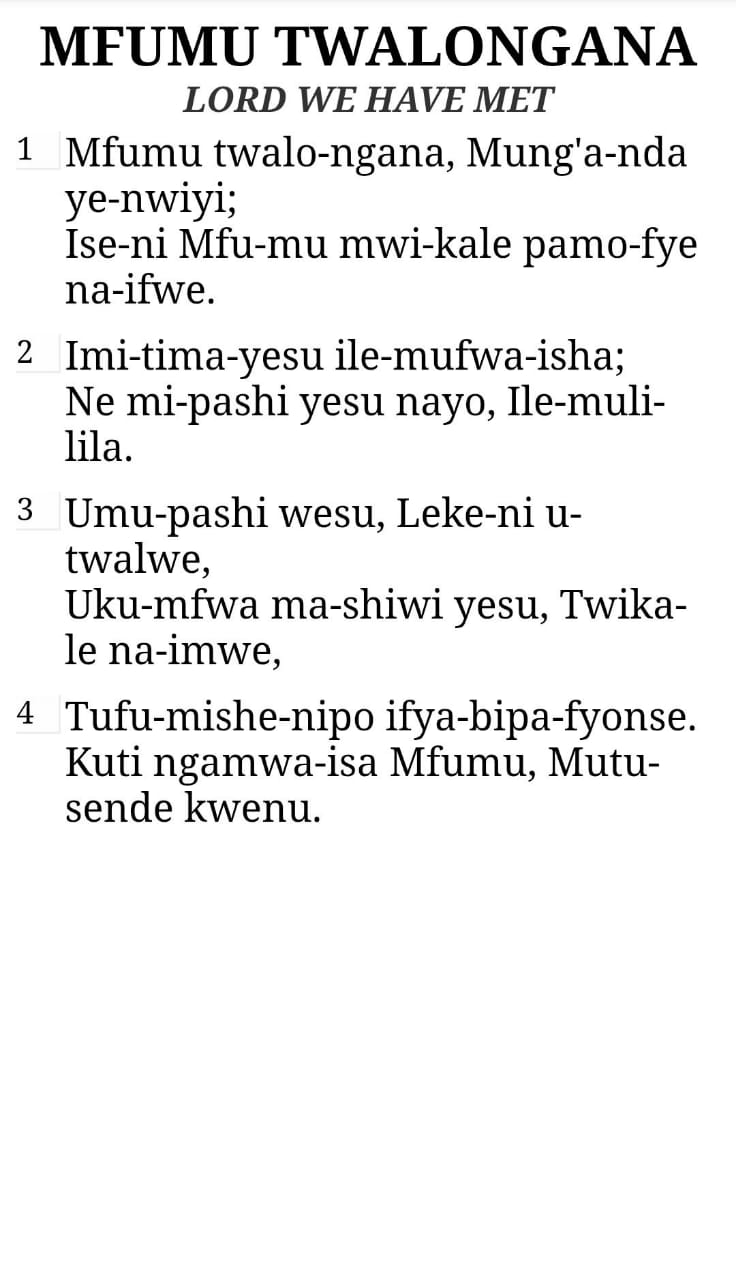 MFUMU TWALONGANA
LORD WE HAVE MET
1 Mfumu twalo-ngana, Mung'a-nda
ye-nwiyi;
Ise-ni Mfu-mu mwi-kale pamo-fye
na-ifwe.
2 Imi-tima-yesu ile-mufwa-isha;
Ne mi-pashi yesu nayo, Ile-muli-
lila.
3 Umu-pashi wesu, Leke-ni u-
twalwe,
Uku-mfwa ma-shiwi yesu, Twika-
le na-imwe,
4 Tufu-mishe-nipo ifya-bipa-fyonse.
Kuti ngamwa-isa Mfumu, Mutu-
sende kwenu.